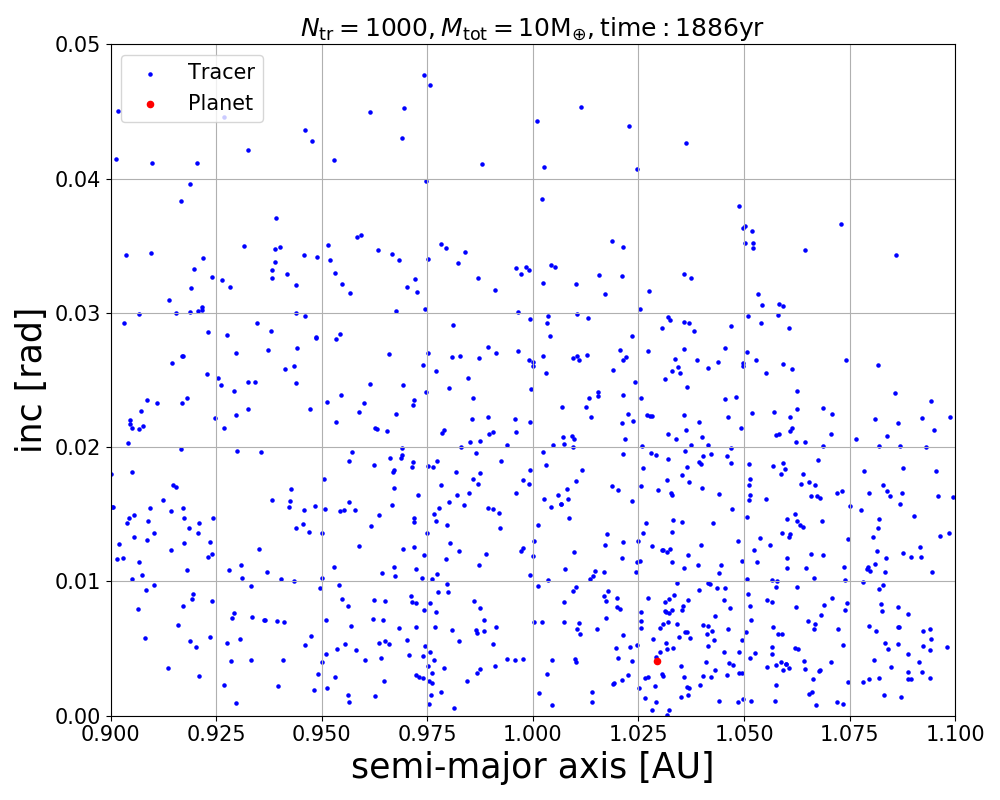 N_tr = 1000, M_tot = 10M_⊕, time : 1886yr
Tracer
Planet
0.05
0.04
0.03
0.02
0.01
0.00
inc [rad]
0.900 0.925 0.950 0.975 1.000 1.025 1.050 1.075 1.100
semi-major axis [AU]